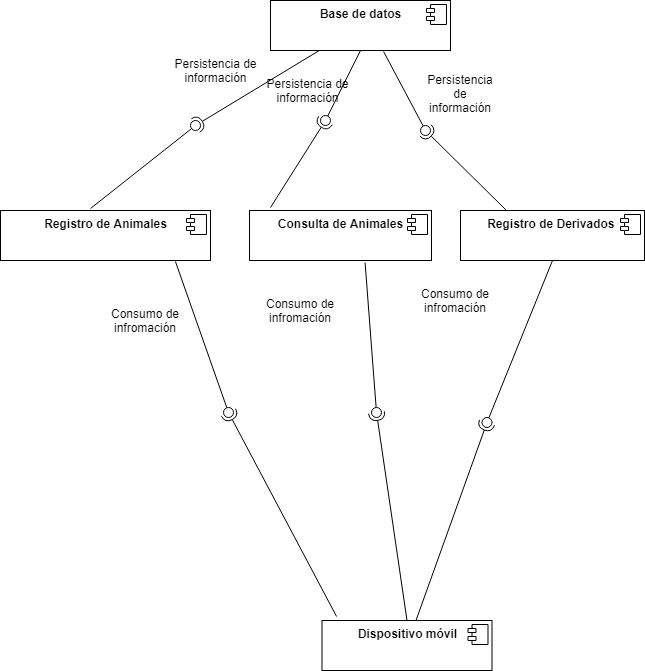 Base de datos
Persistencia de
información
Persistencia de
información
Persistencia
de
información
Registro de Animales
Consulta de Animales
Registro de Derivados
Consumo de
infromación
Consumo de
infromación
Consumo de
infromación
Dispositivo móvil